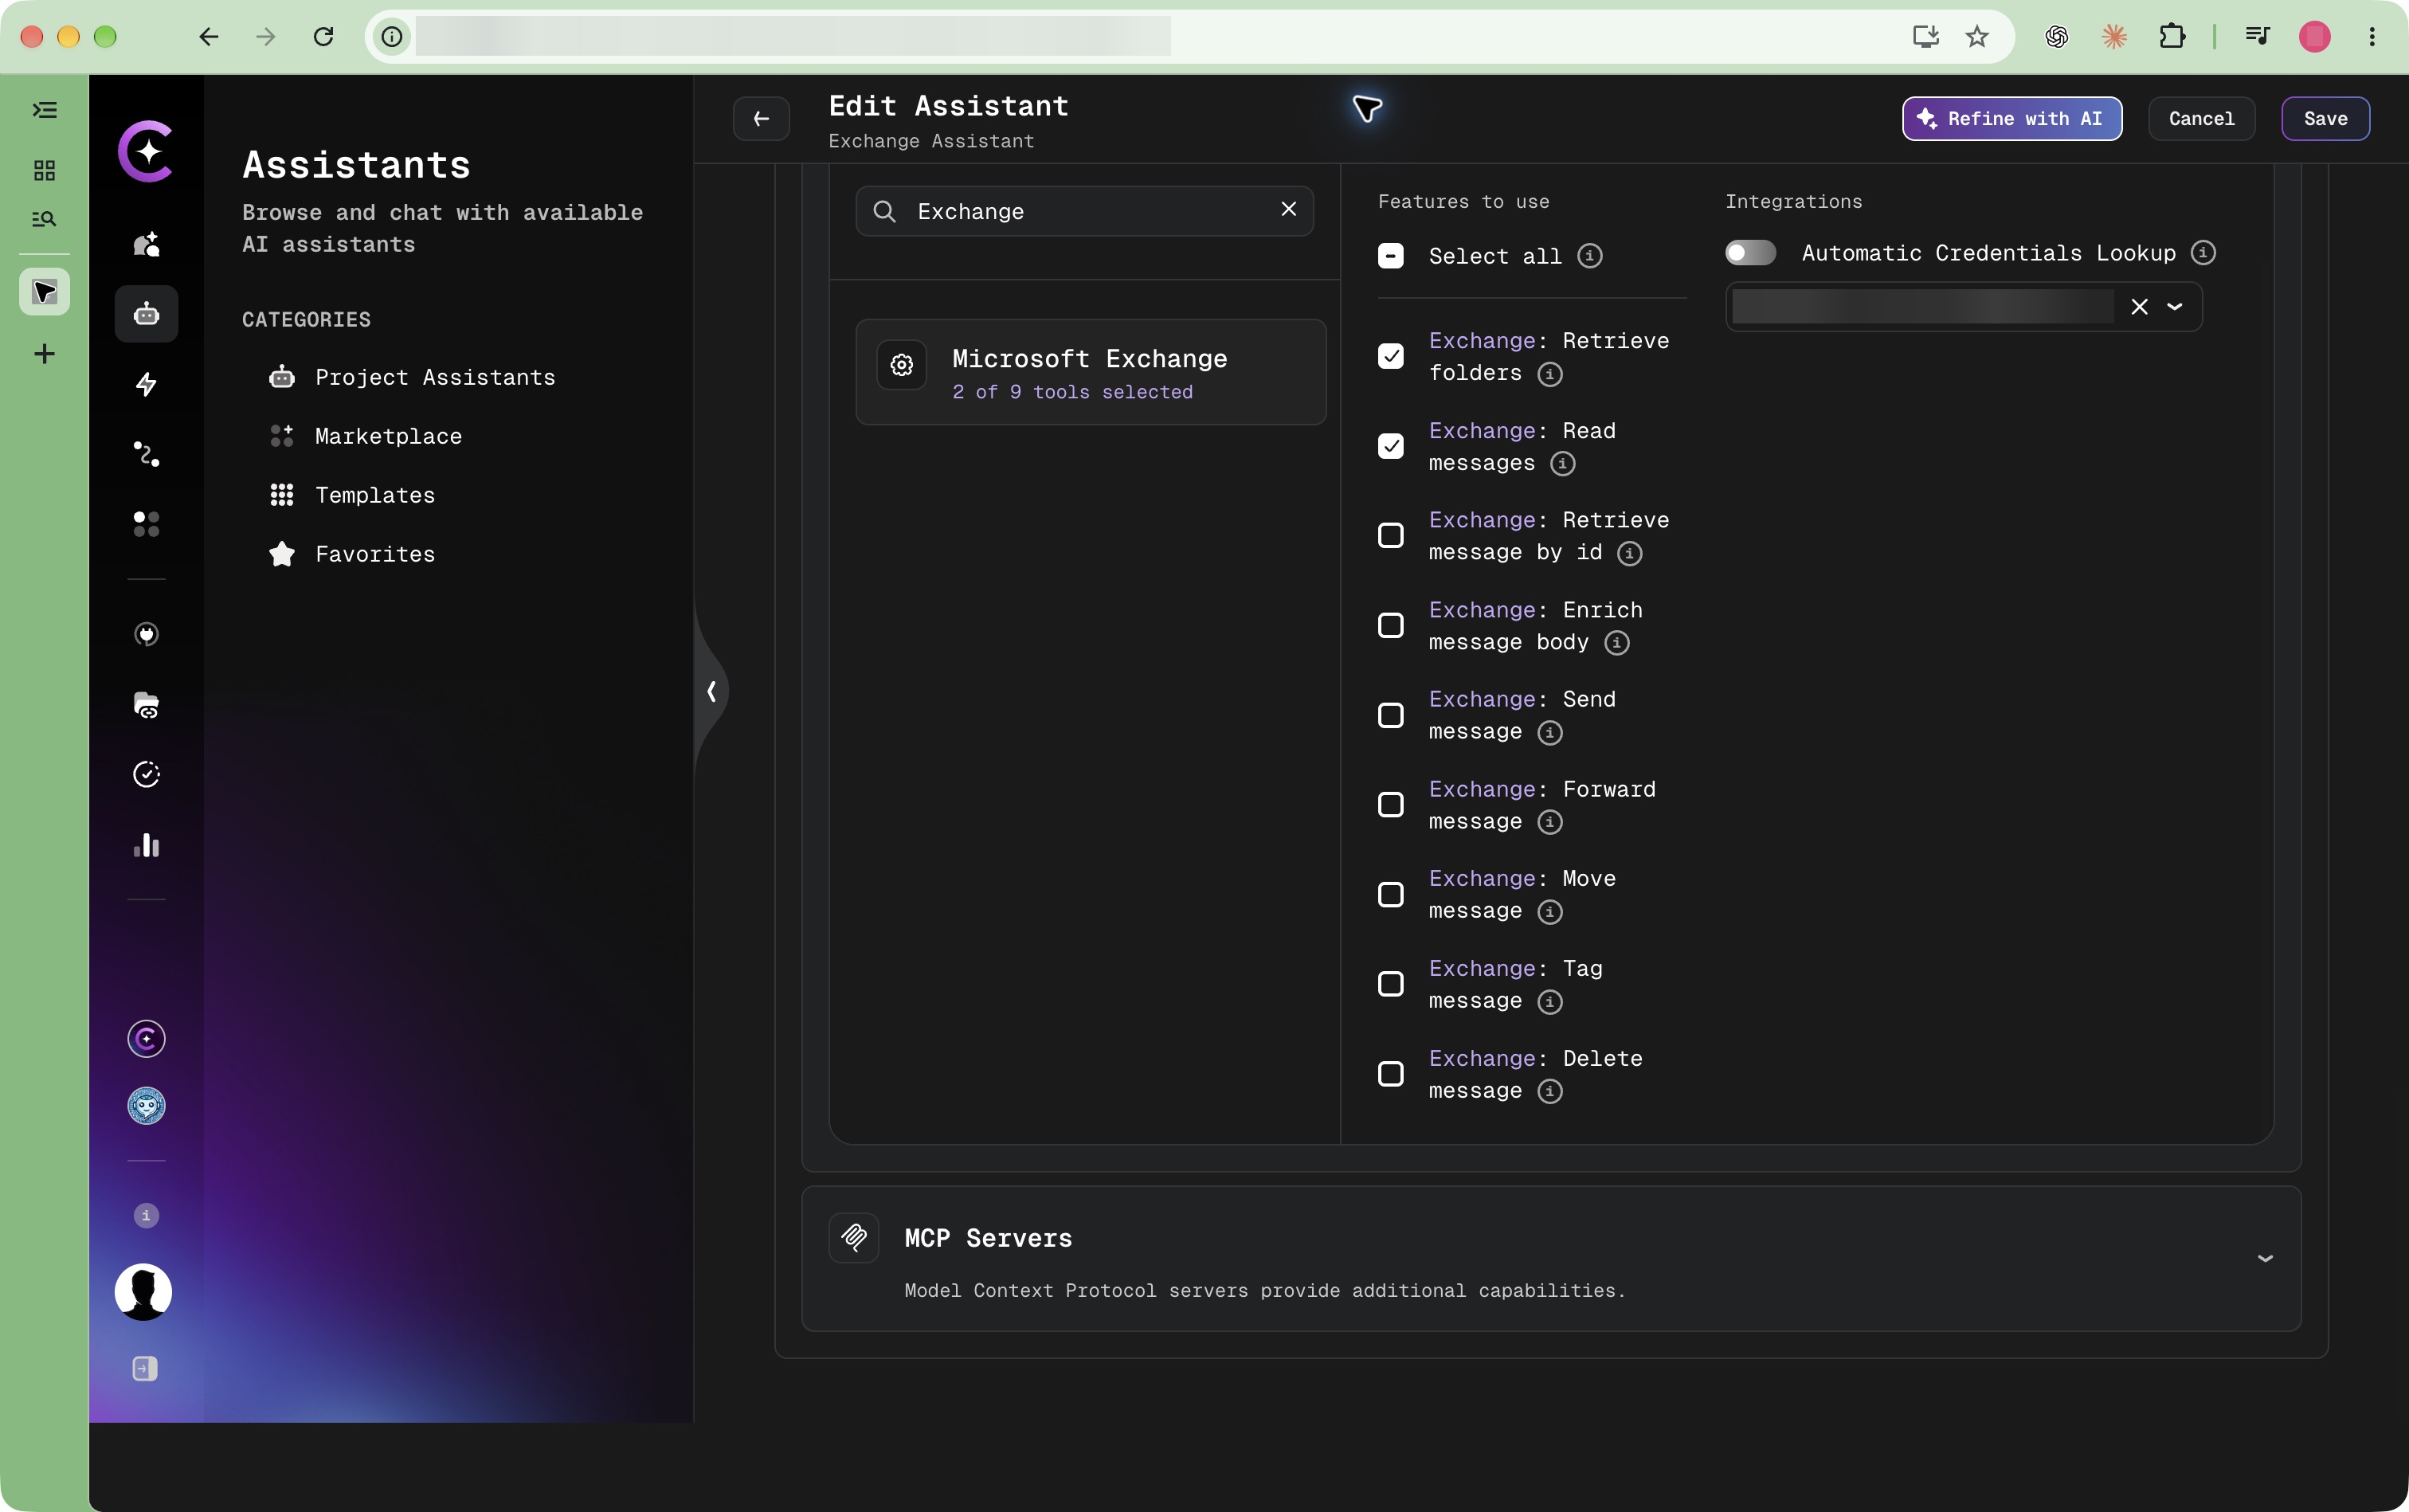 Assistants
Browse and chat with available
AI assistants
CATEGORIES
Project Assistants
Marketplace
Templates
Favorites
Edit Assistant
Exchange Assistant
Refine with AI
Cancel
Save
Exchange
Microsoft Exchange
2 of 9 tools selected
Features to use
Select all
Exchange: Retrieve
folders
Exchange: Read
messages
Exchange: Retrieve
message by id
Exchange: Enrich
message body
Exchange: Send
message
Exchange: Forward
message
Exchange: Move
message
Exchange: Tag
message
Exchange: Delete
message
Integrations
Automatic Credentials Lookup
MCP Servers
Model Context Protocol servers provide additional capabilities.